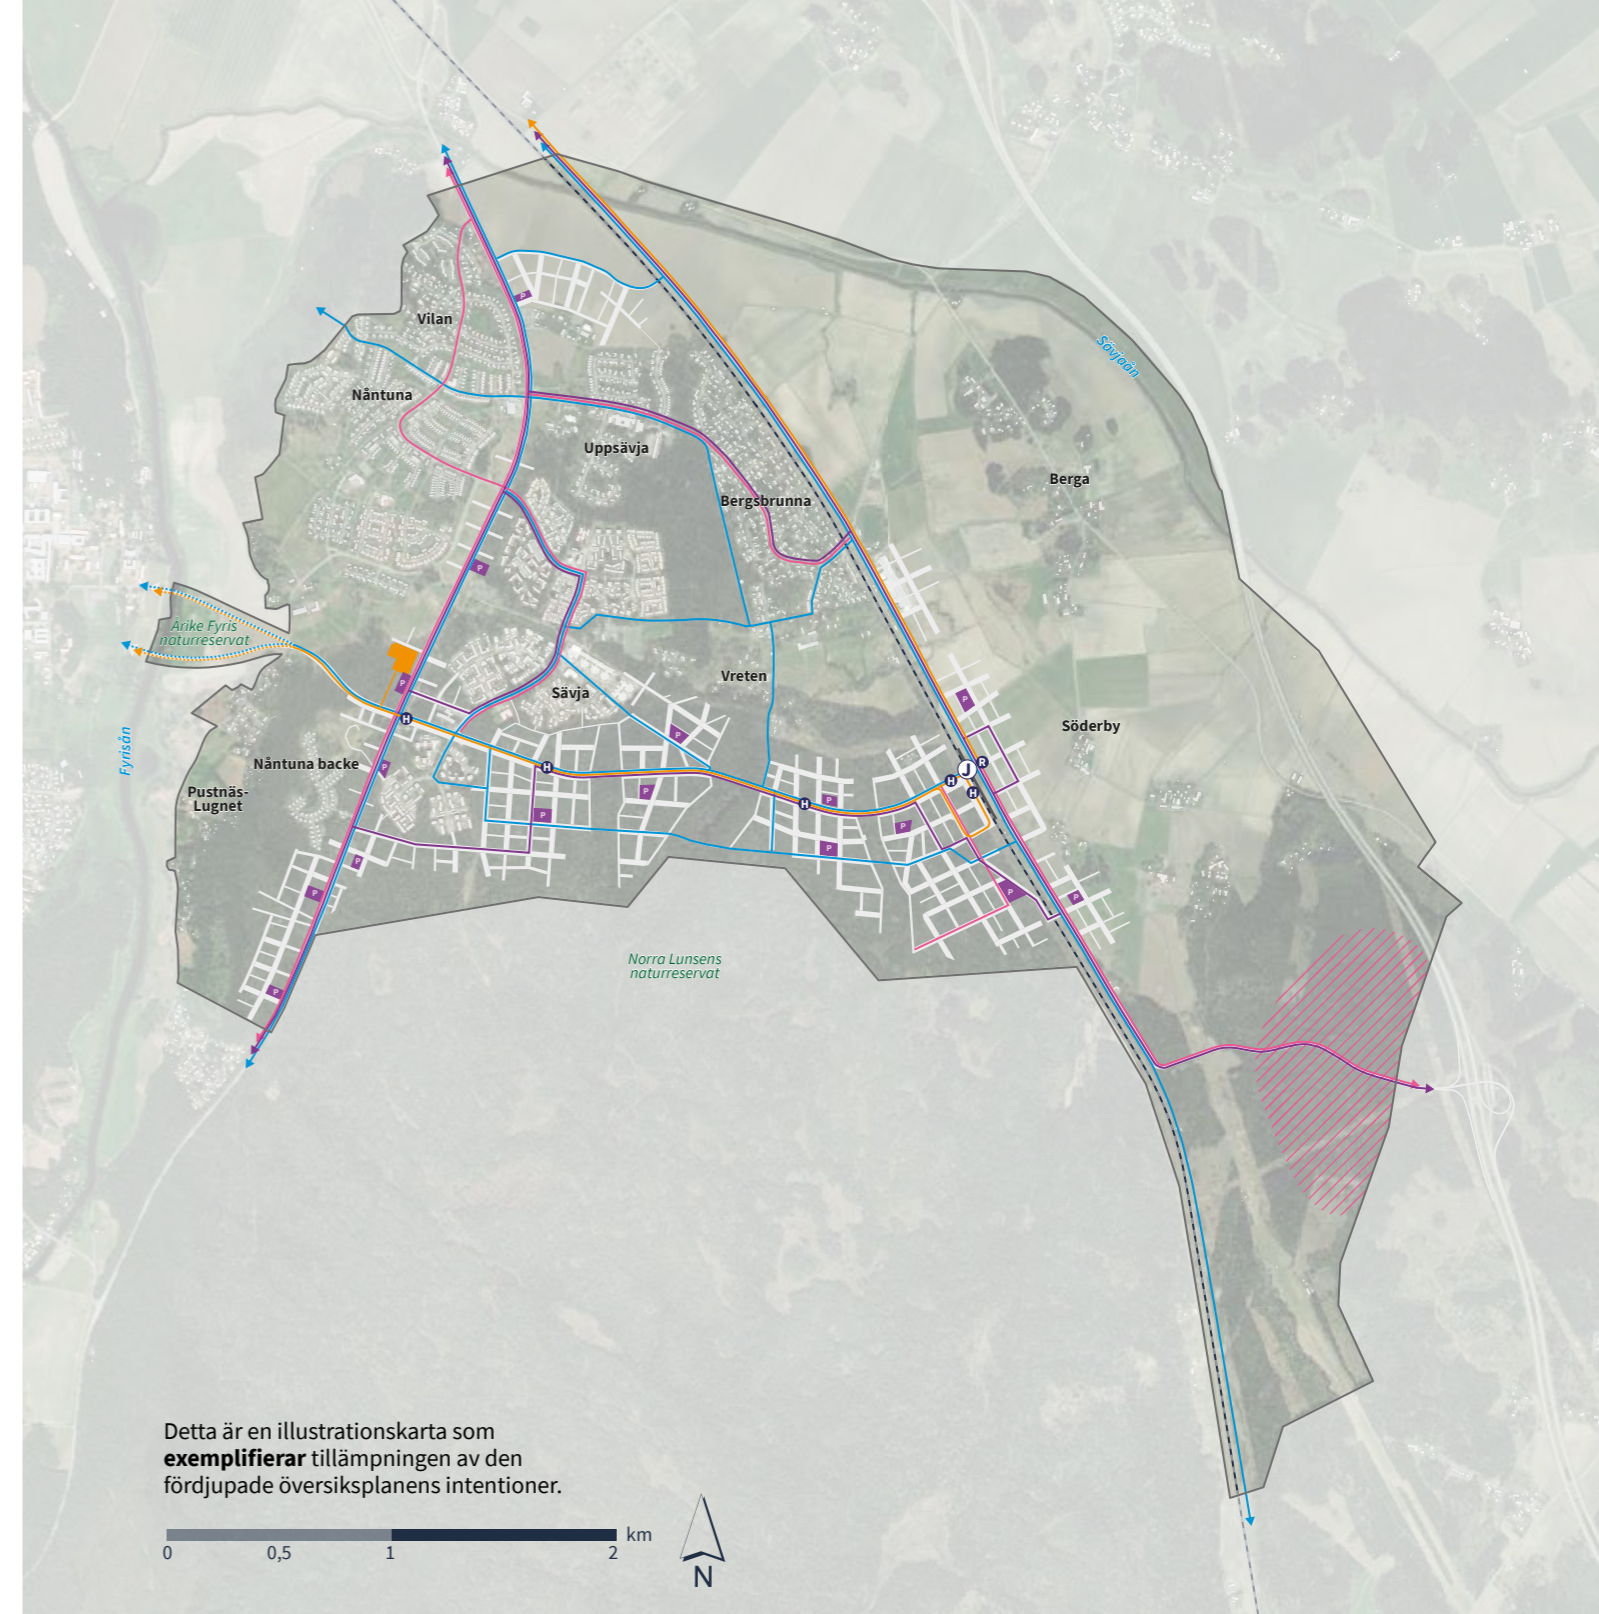 Vilan
Sävjaån
Nåntuna
Uppsävja
Berga
Bergsbrunna
P
P
Årike Fyris
naturreservat
P
Vreten
Sävja
P
P
Söderby
H
Fyrisån
Nåntuna backe
P
H
J
R
H
H
Pustnäs-
Lugnet
P
P
H
P
P
P
P
P
P
P
P
Norra Lunsens
naturreservat
P
Detta är en illustrationskarta som
exemplifierar tillämpningen av den
fördjupade översiksplanens intentioner.
km
0 0,5 1 2
N